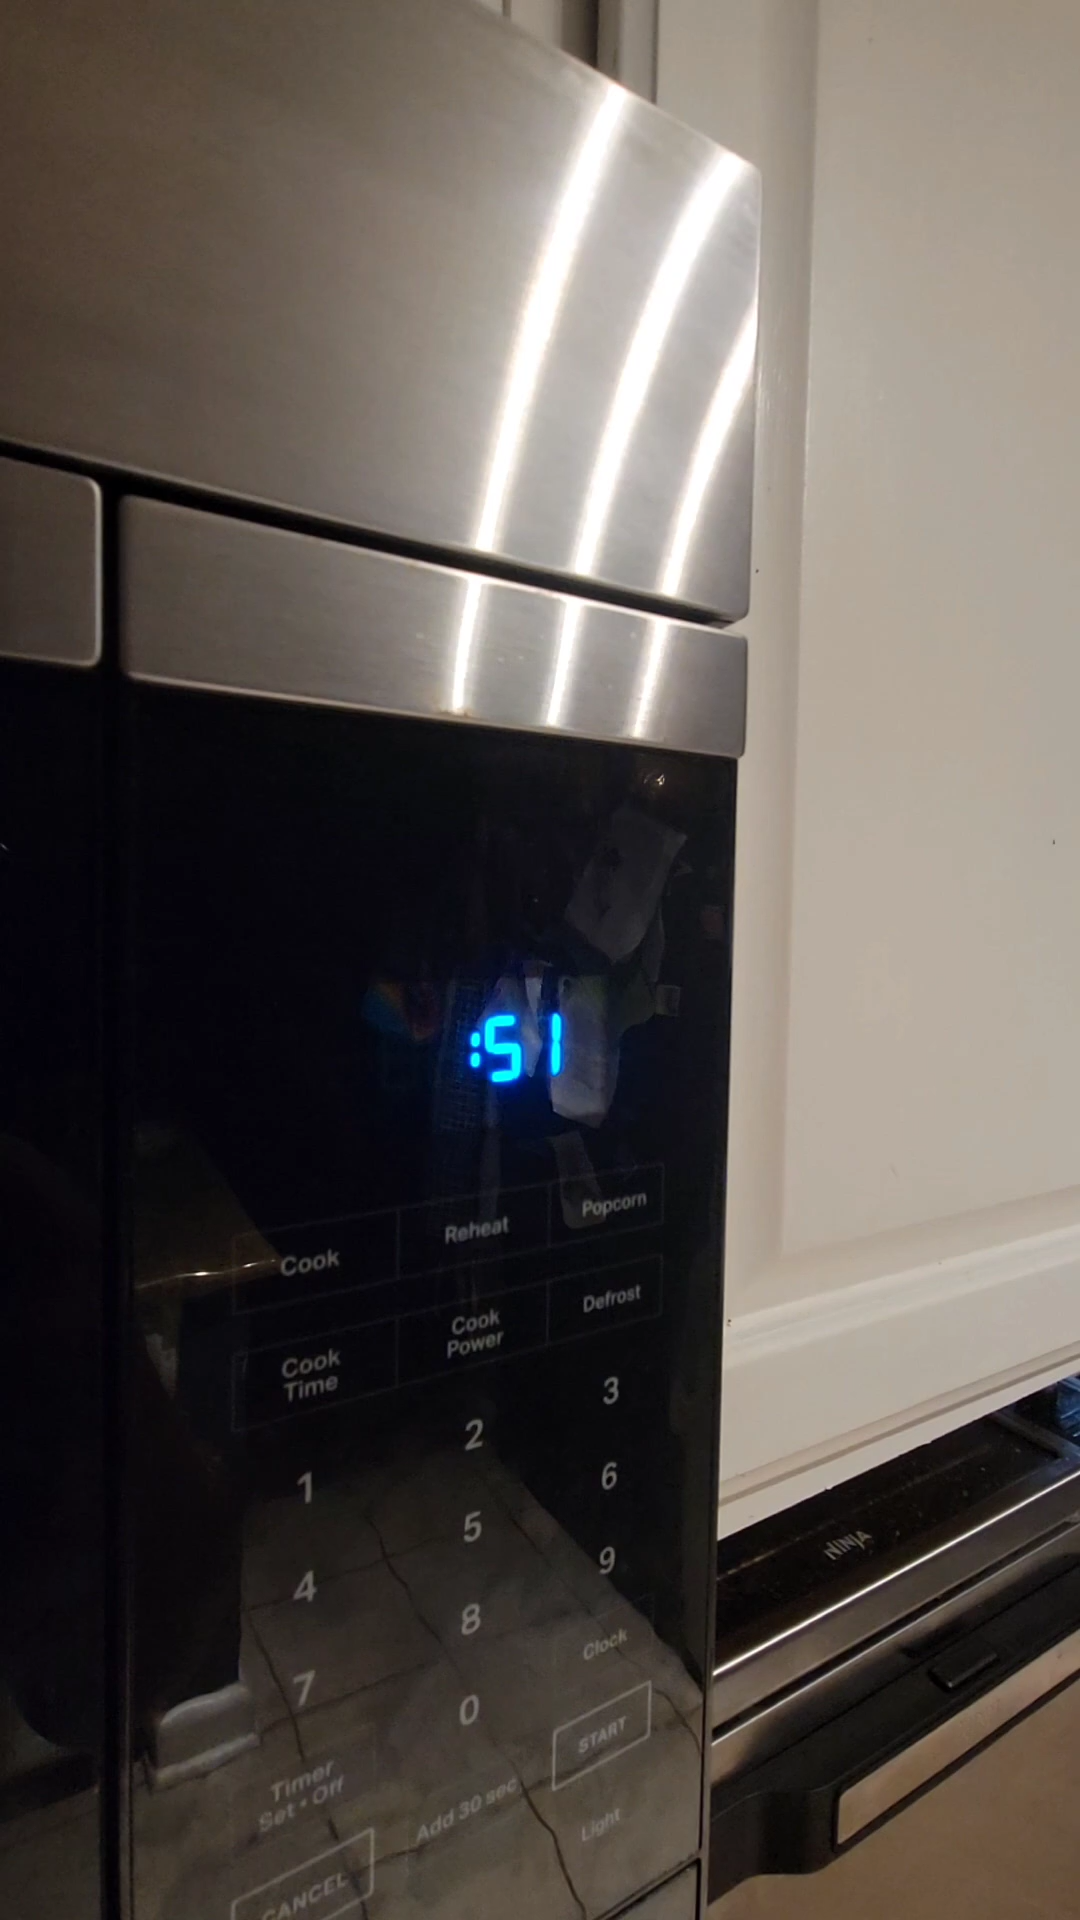 :51
Cook Reheat Popcorn
Cook Time Cook Power Defrost
1 2 3
4 5 6
7 8 9
Timer Set • Off 0 Clock
CANCEL Add 30 sec START
Light
NINJA